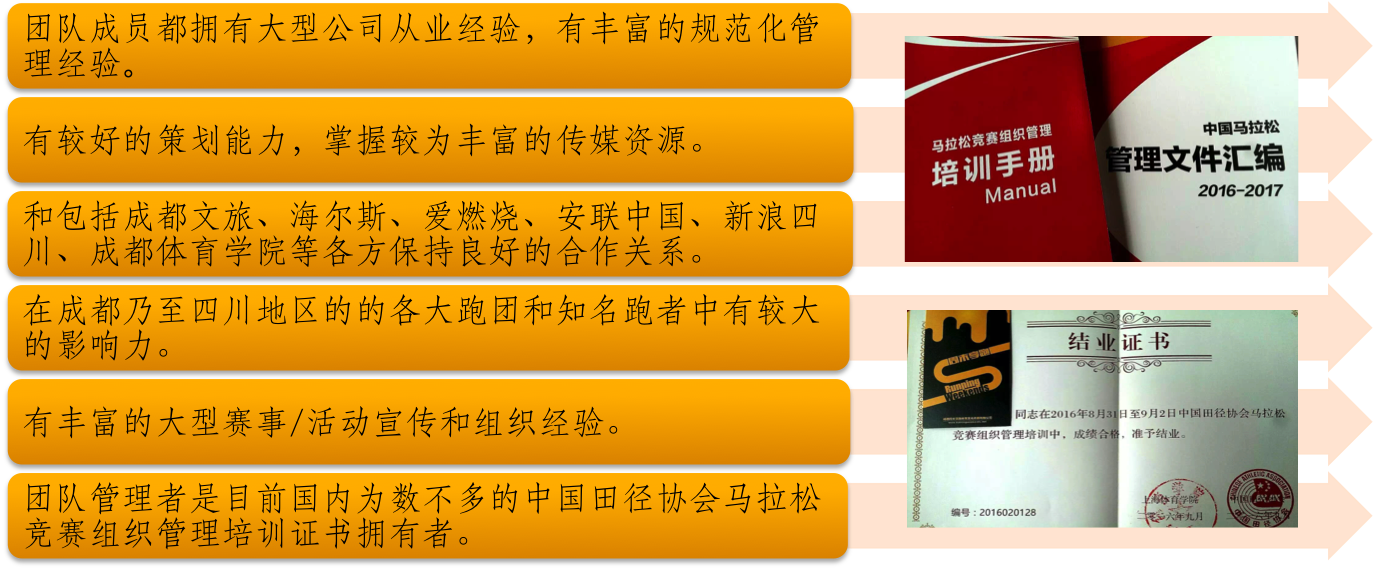 团队成员都拥有大型公司从业经验，有丰富的规范化管
理经验。
有较好的策划能力，掌握较为丰富的传媒资源。
和包括成都文旅、海尔斯、爱燃烧、安联中国、新浪四
川、成都体育学院等各方保持良好的合作关系。
在成都乃至四川地区的的各大跑团和知名跑者中有较大
的影响力。
有丰富的大型赛事/活动宣传和组织经验。
团队管理者是目前国内为数不多的中国田径协会马拉松
竞赛组织管理培训证书拥有者。
马拉松竞赛组织管理
培训手册
Manual
中国马拉松
管理文件汇编
2016-2017
结业证书
周末专跑
Running
Weekends
同志在2016年8月31日至9月2日中国田径协会马拉松
竞赛组织管理培训中，成绩合格，准予结业。
上海体育学院
二〇一六年九月
编号：2016020128